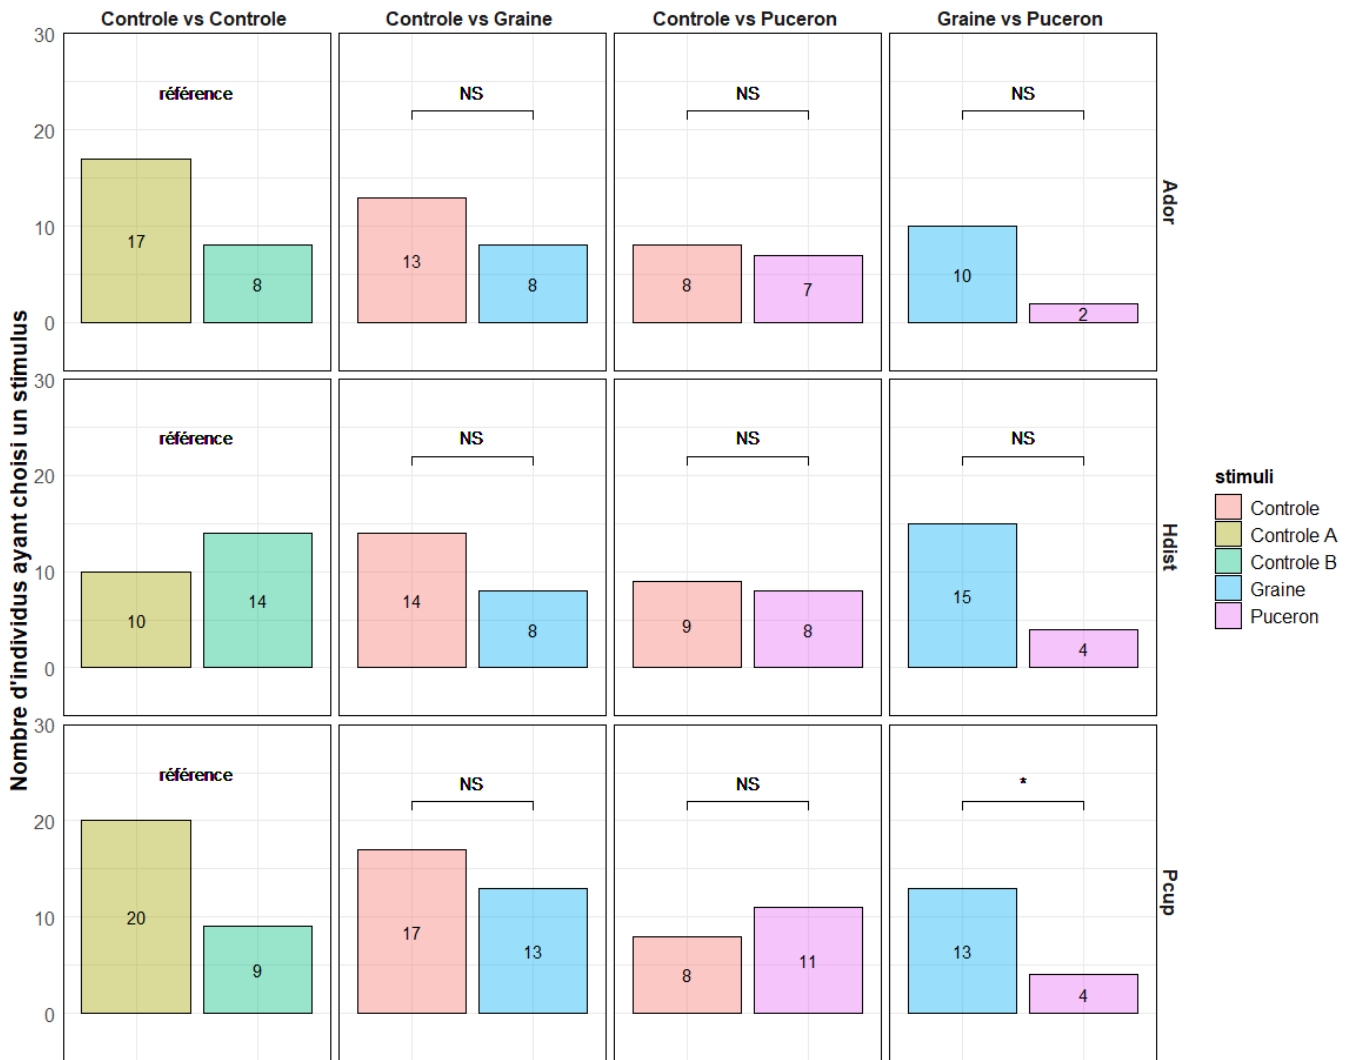 Controle vs Controle
Controle vs Graine
Controle vs Puceron
Graine vs Puceron
Nombre d'individus ayant choisi un stimulus
30
20
10
0
référence
17
8
NS
13
8
NS
8
7
NS
10
2
Ador
30
20
10
0
référence
10
14
NS
14
8
NS
9
8
NS
15
4
Hdist
30
20
10
0
référence
20
9
NS
17
13
NS
8
11
*
13
4
Pcup
stimuli
Controle
Controle A
Controle B
Graine
Puceron